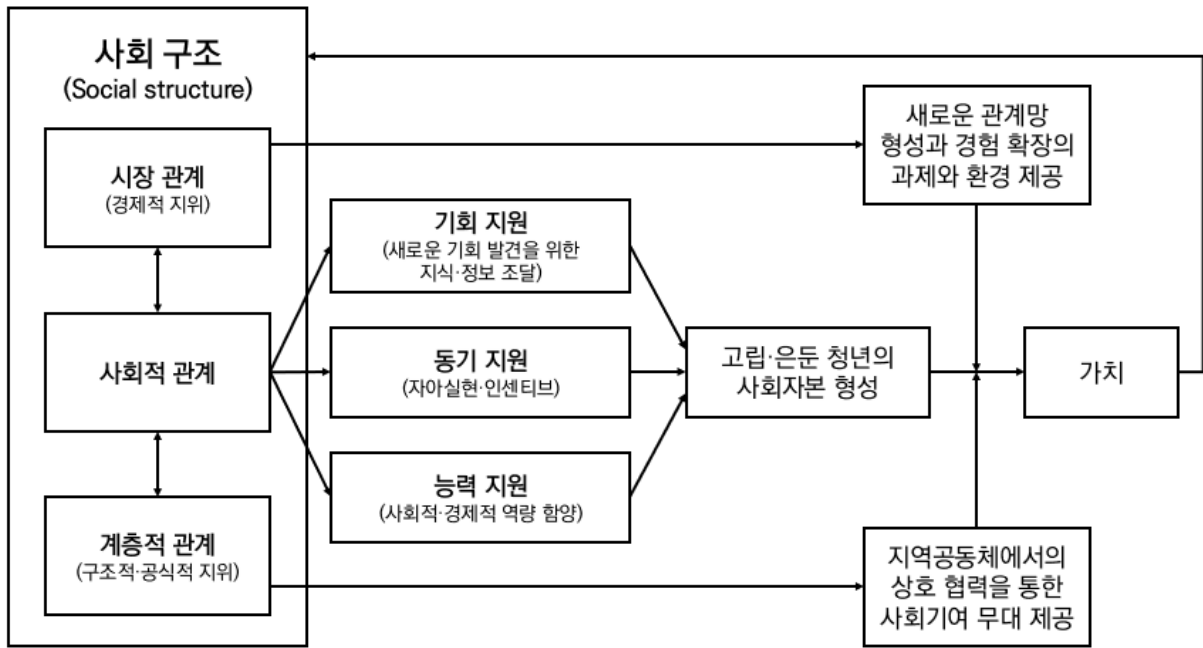 사회 구조
(Social structure)
시장 관계
(경제적 지위)
사회적 관계
계층적 관계
(구조적·공식적 지위)
기회 지원
(새로운 기회 발견을 위한
지식·정보 조달)
동기 지원
(자아실현·인센티브)
능력 지원
(사회적·경제적 역량 함양)
고립·은둔 청년의
사회자본 형성
새로운 관계망
형성과 경험 확장의
과제와 환경 제공
가치
지역공동체에서의
상호 협력을 통한
사회기여 무대 제공